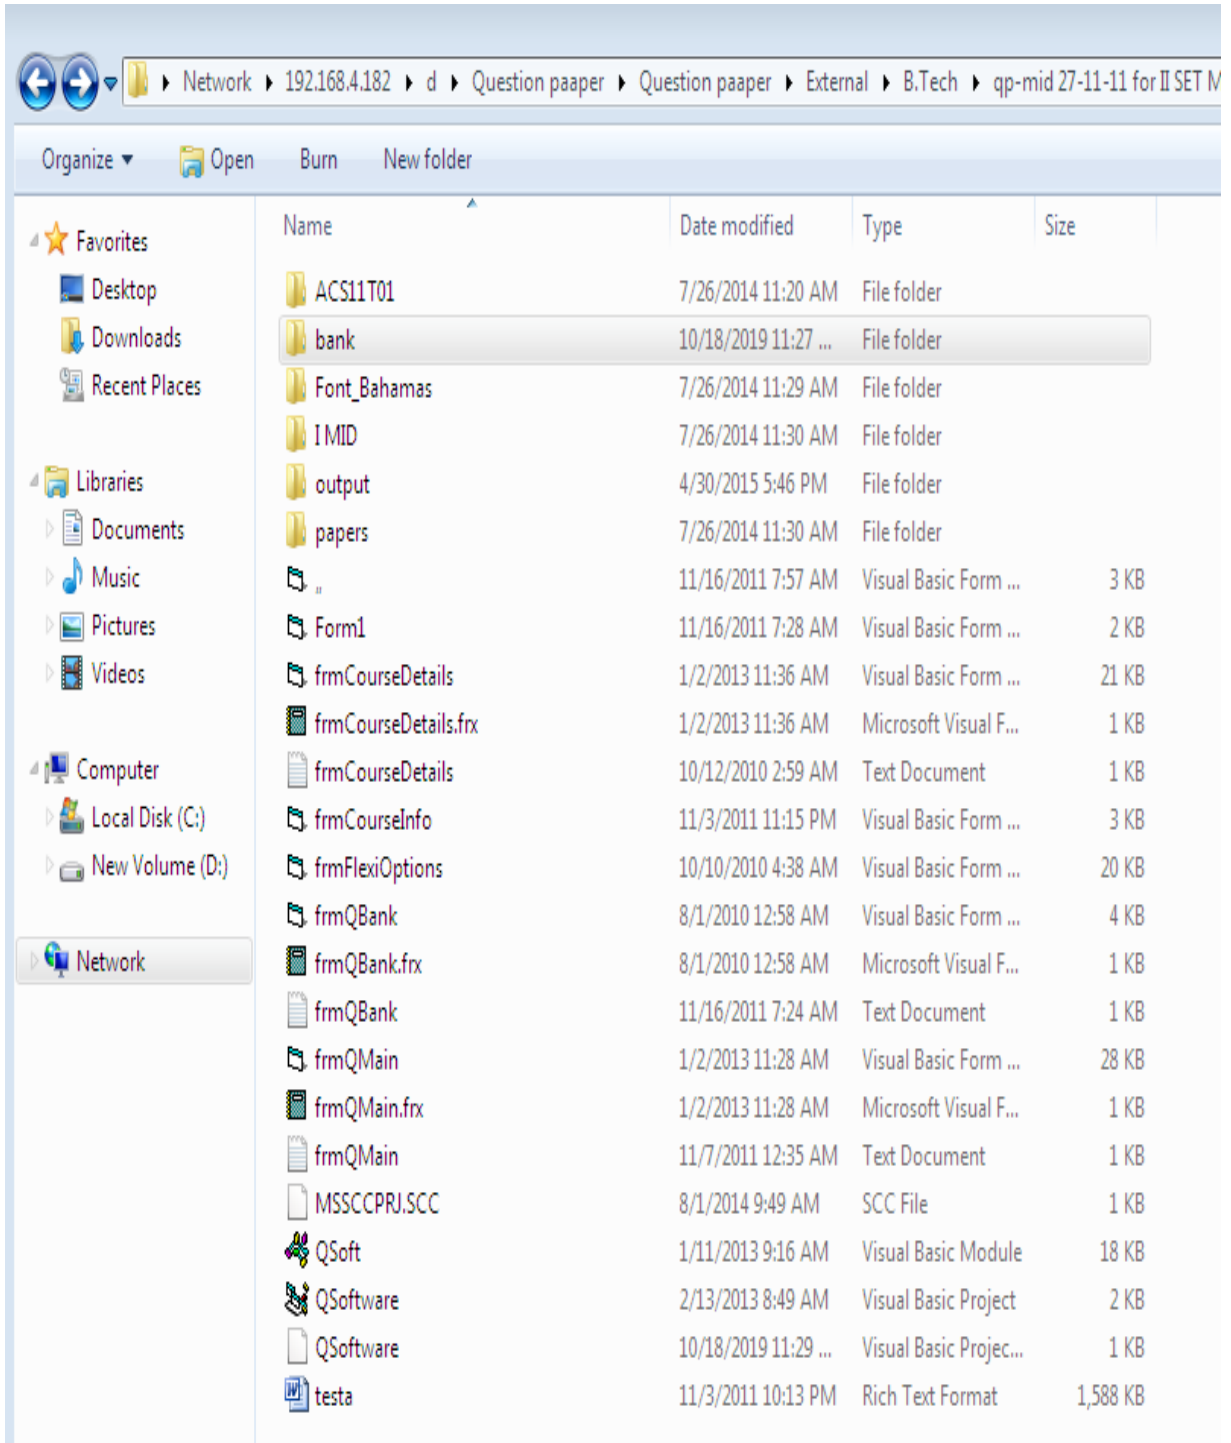 Network 192.168.4.182 d Question paaper Question paaper External B.Tech qp-mid 27-11-11 for II SET M
Organize Open Burn New folder
Name Date modified Type Size
Favorites
Desktop
Downloads
Recent Places
Libraries
Documents
Music
Pictures
Videos
Computer
Local Disk (C:)
New Volume (D:)
Network
ACS11T01 7/26/2014 11:20 AM File folder
bank 10/18/2019 11:27 ... File folder
Font_Bahamas 7/26/2014 11:29 AM File folder
I MID 7/26/2014 11:30 AM File folder
output 4/30/2015 5:46 PM File folder
papers 7/26/2014 11:30 AM File folder
,, 11/16/2011 7:57 AM Visual Basic Form ... 3 KB
Form1 11/16/2011 7:28 AM Visual Basic Form ... 2 KB
frmCourseDetails 1/2/2013 11:36 AM Visual Basic Form ... 21 KB
frmCourseDetails.frx 1/2/2013 11:36 AM Microsoft Visual F... 1 KB
frmCourseDetails 10/12/2010 2:59 AM Text Document 1 KB
frmCourseInfo 11/3/2011 11:15 PM Visual Basic Form ... 3 KB
frmFlexiOptions 10/10/2010 4:38 AM Visual Basic Form ... 20 KB
frmQBank 8/1/2010 12:58 AM Visual Basic Form ... 4 KB
frmQBank.frx 8/1/2010 12:58 AM Microsoft Visual F... 1 KB
frmQBank 11/16/2011 7:24 AM Text Document 1 KB
frmQMain 1/2/2013 11:28 AM Visual Basic Form ... 28 KB
frmQMain.frx 1/2/2013 11:28 AM Microsoft Visual F... 1 KB
frmQMain 11/7/2011 12:35 AM Text Document 1 KB
MSSCCPRJ.SCC 8/1/2014 9:49 AM SCC File 1 KB
QSoft 1/11/2013 9:16 AM Visual Basic Module 18 KB
QSoftware 2/13/2013 8:49 AM Visual Basic Project 2 KB
QSoftware 10/18/2019 11:29 ... Visual Basic Projec... 1 KB
testa 11/3/2011 10:13 PM Rich Text Format 1,588 KB